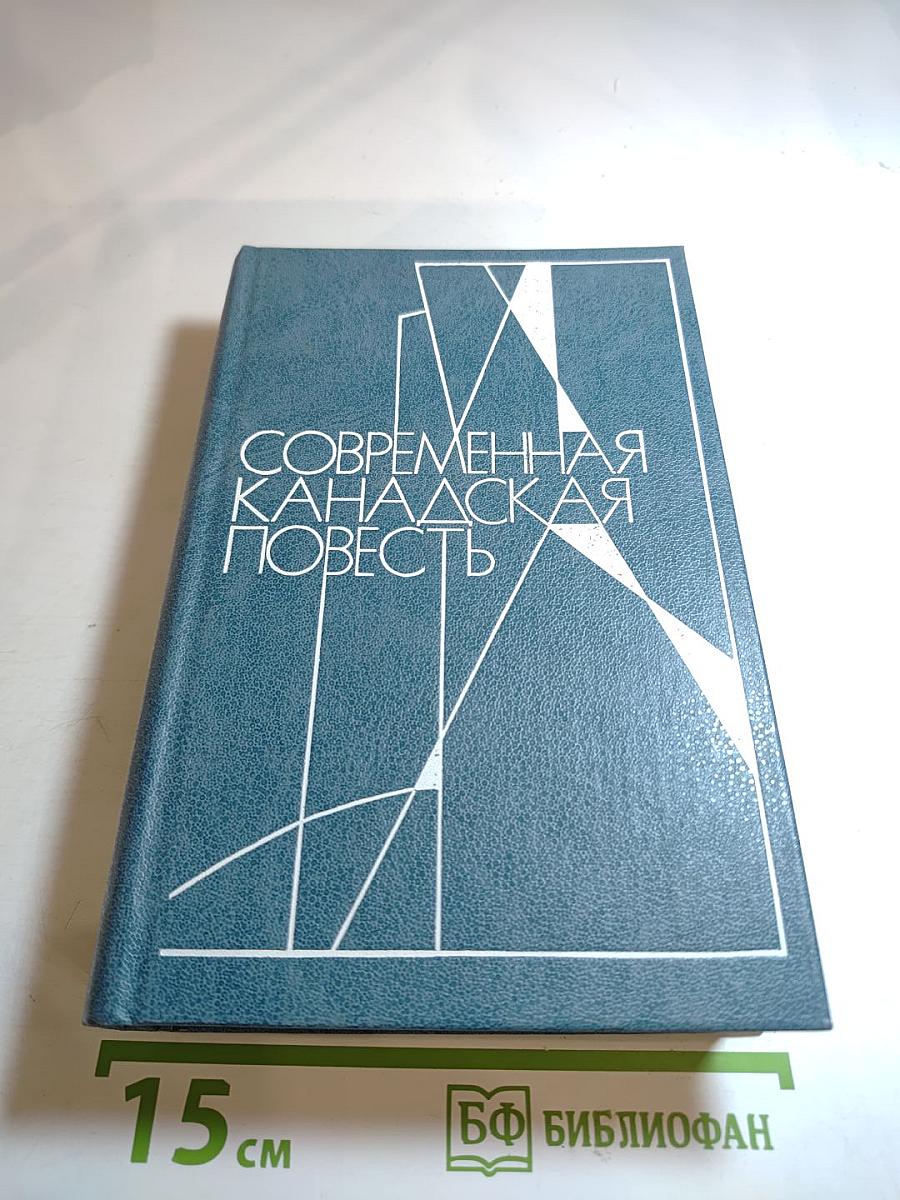 СОВРЕМЕННАЯ
КАНАДСКАЯ
ПОВЕСТЬ
15 см
БФ БИБЛИОФАН